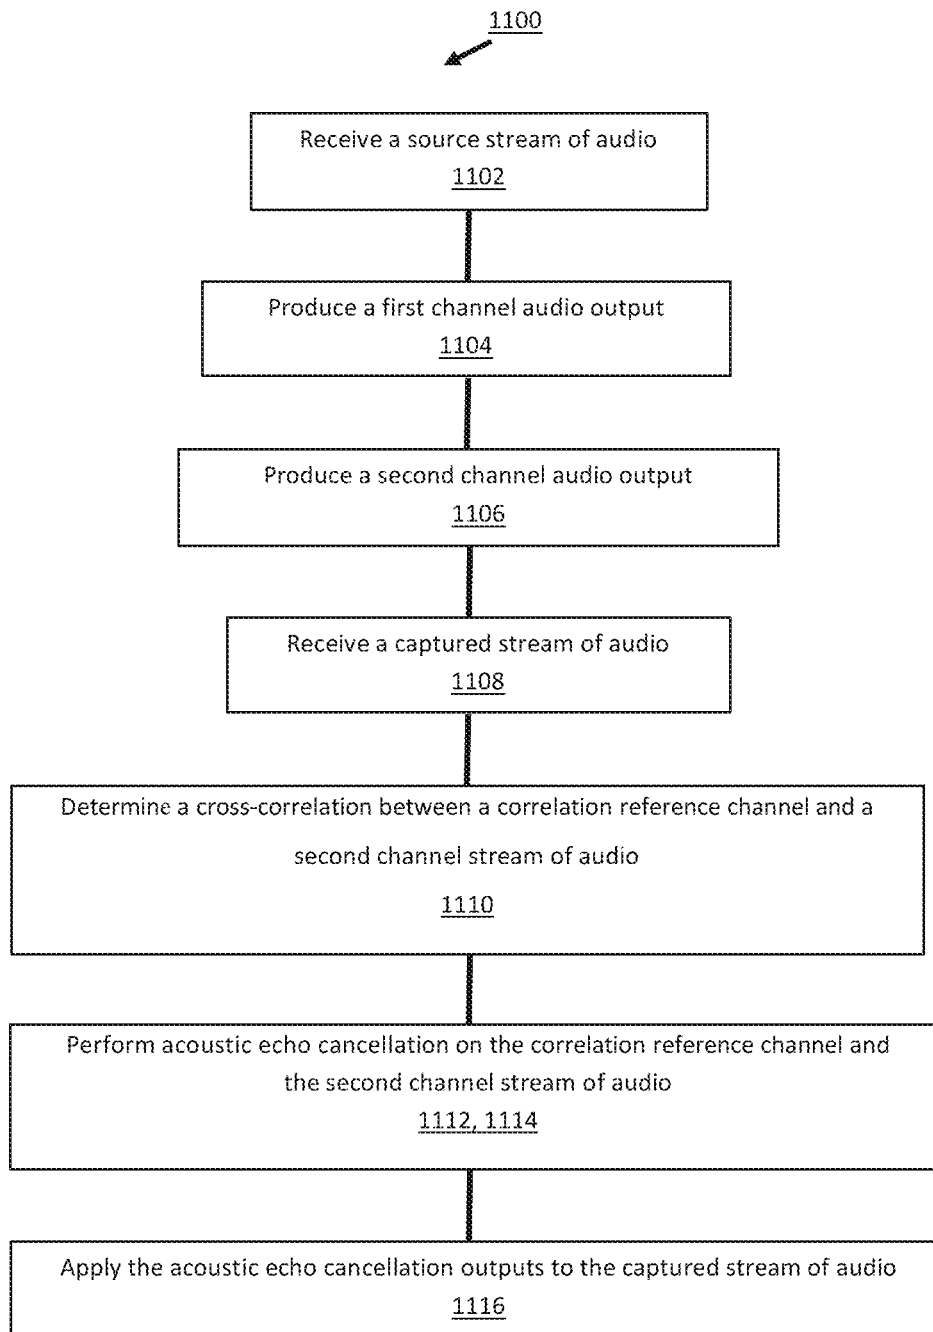 1100
Receive a source stream of audio
1102
Produce a first channel audio output
1104
Produce a second channel audio output
1106
Receive a captured stream of audio
1108
Determine a cross-correlation between a correlation reference channel and a
second channel stream of audio
1110
Perform acoustic echo cancellation on the correlation reference channel and
the second channel stream of audio
1112, 1114
Apply the acoustic echo cancellation outputs to the captured stream of audio
1116